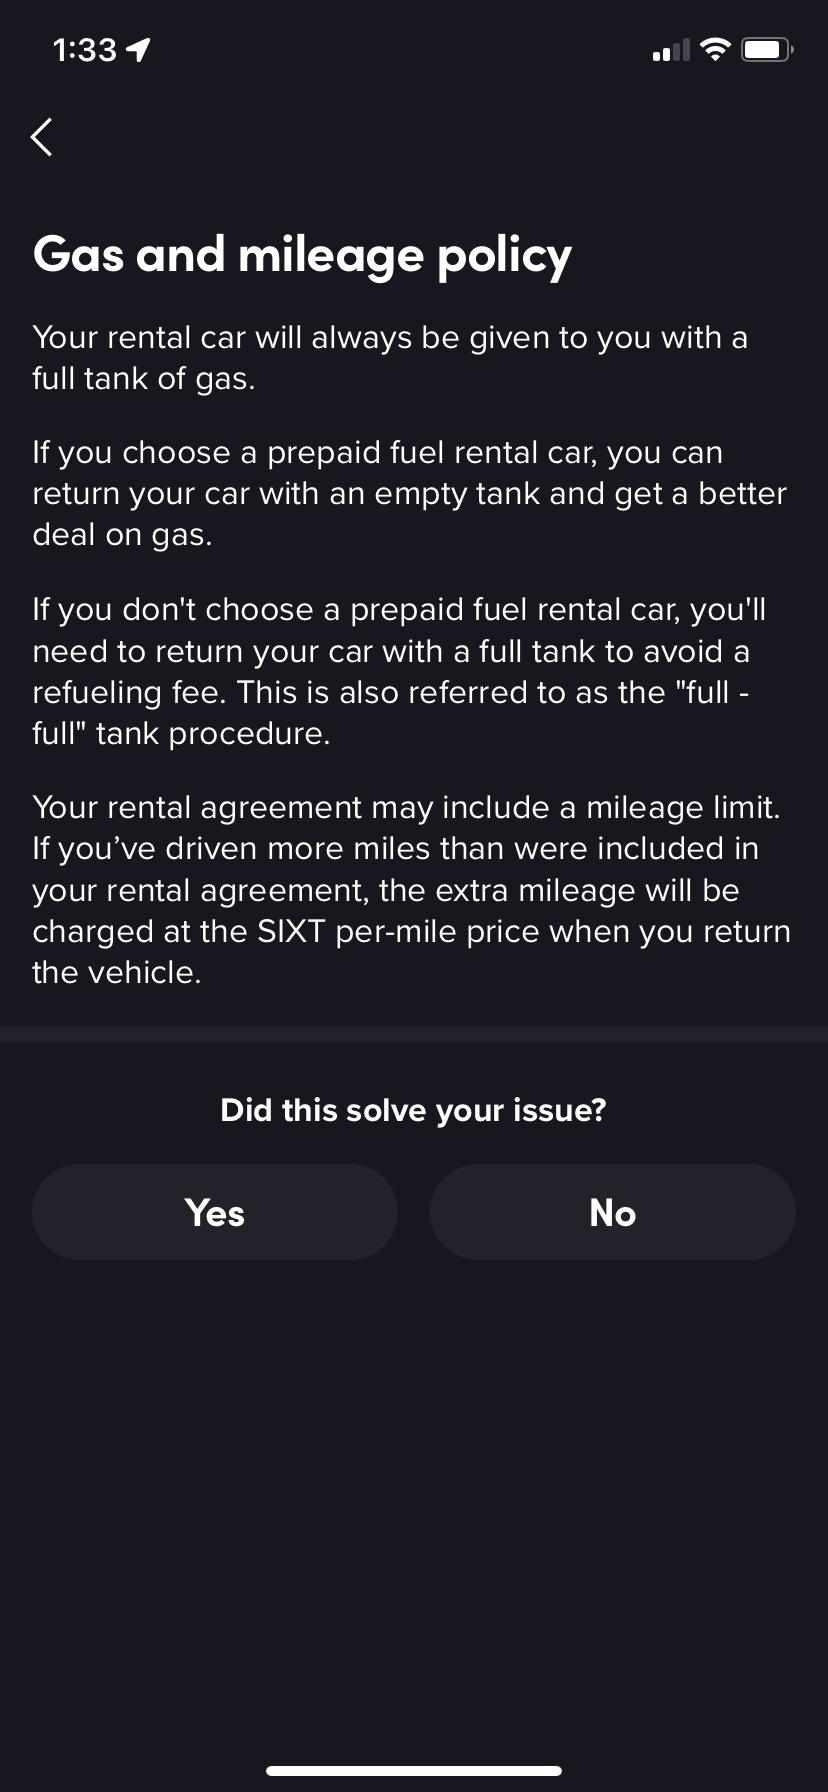 1:33
Gas and mileage policy
Your rental car will always be given to you with a
full tank of gas.
If you choose a prepaid fuel rental car, you can
return your car with an empty tank and get a better
deal on gas.
If you don't choose a prepaid fuel rental car, you'll
need to return your car with a full tank to avoid a
refueling fee. This is also referred to as the "full -
full" tank procedure.
Your rental agreement may include a mileage limit.
If you’ve driven more miles than were included in
your rental agreement, the extra mileage will be
charged at the SIXT per-mile price when you return
the vehicle.
Did this solve your issue?
Yes
No